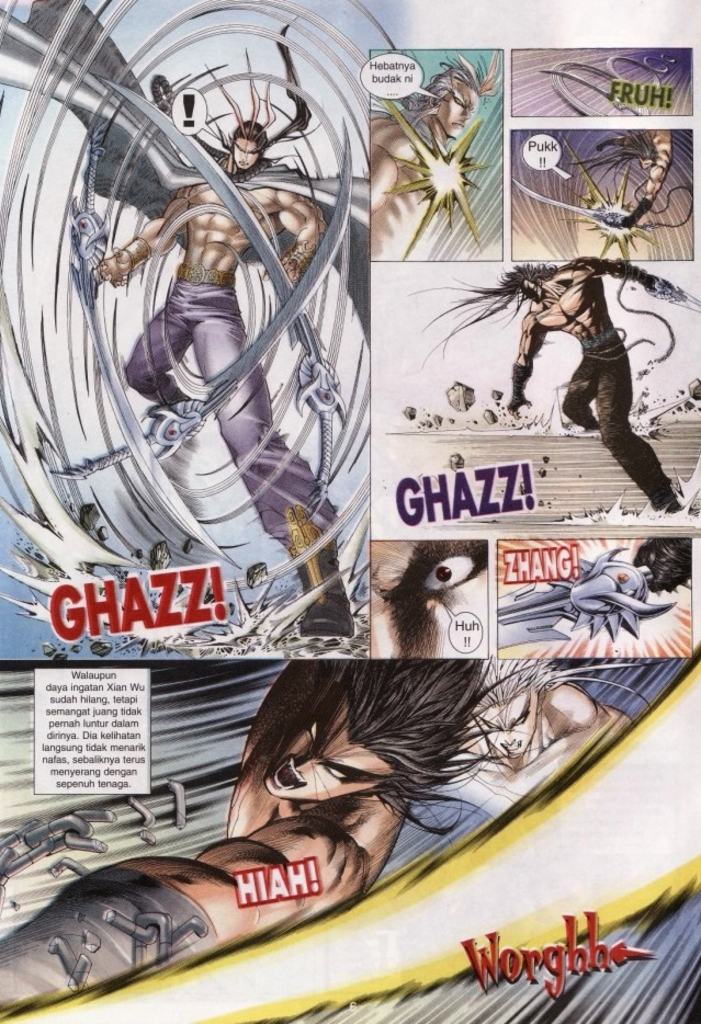 !
Hebatnya
budak ni
....
FRUH!
Pukk
!!
GHAZZ!
GHAZZ!
Huh
!!
ZHANG!
Walaupun
daya ingatan Xian Wu
sudah hilang, tetapi
semangat juang tidak
pernah luntur dalam
dirinya. Dia kelihatan
langsung tidak menarik
nafas, sebaliknya terus
menyerang dengan
sepenuh tenaga.
HIAH!
Worghh
6